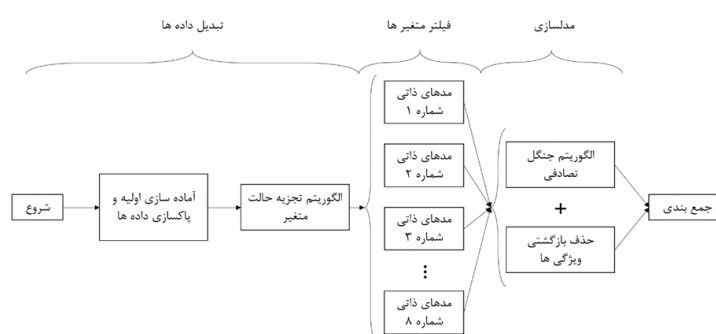 تبدیل داده ها
فیلتر متغیر ها
مدلسازی
شروع
آماده سازی اولیه و
پاکسازی داده ها
الگوریتم تجزیه حالت
متغیر
مدهای ذاتی
شماره ۱
مدهای ذاتی
شماره ۲
مدهای ذاتی
شماره ۳
⋮
مدهای ذاتی
شماره ۸
الگوریتم جنگل
تصادفی
+
حذف بازگشتی
ویژگی ها
جمع بندی